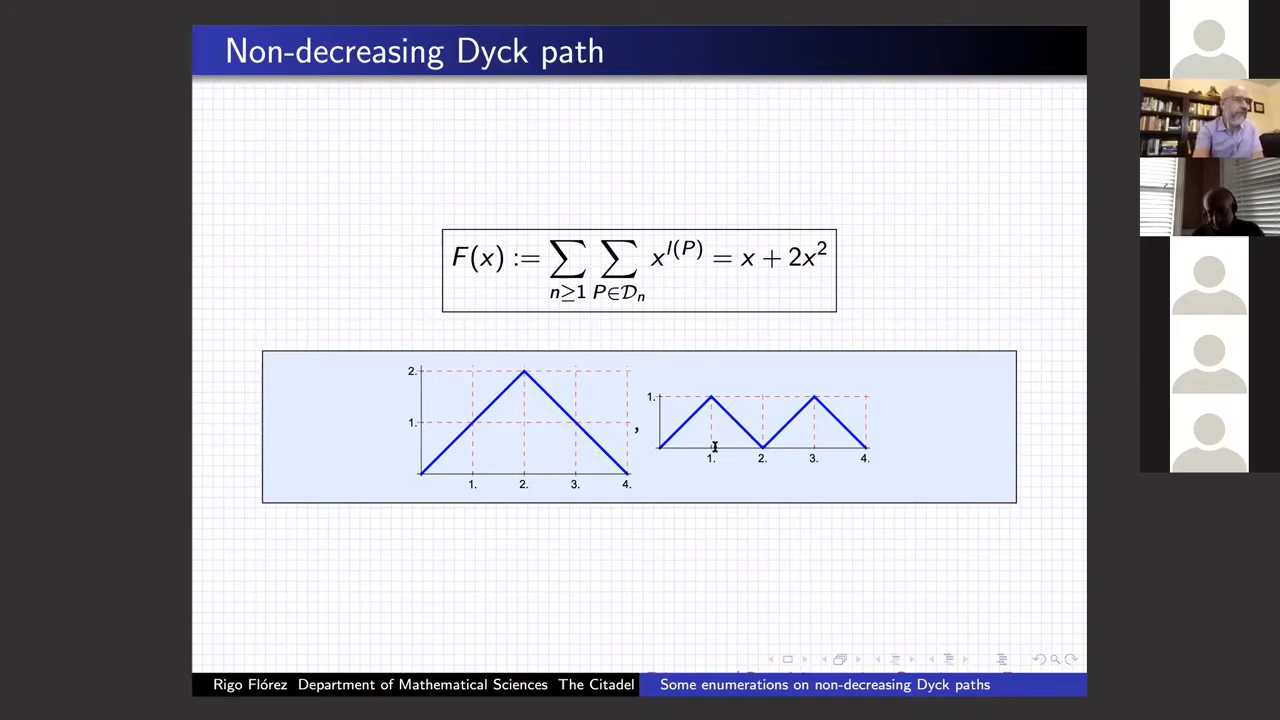 Non-decreasing Dyck path
F(x) := ∑_{n≥1} ∑_{P∈𝒟_n} x^{l(P)} = x + 2x^2
2.
1.
1. 2. 3. 4.
,
1.
1. 2. 3. 4.
Rigo Flórez Department of Mathematical Sciences The Citadel
Some enumerations on non-decreasing Dyck paths